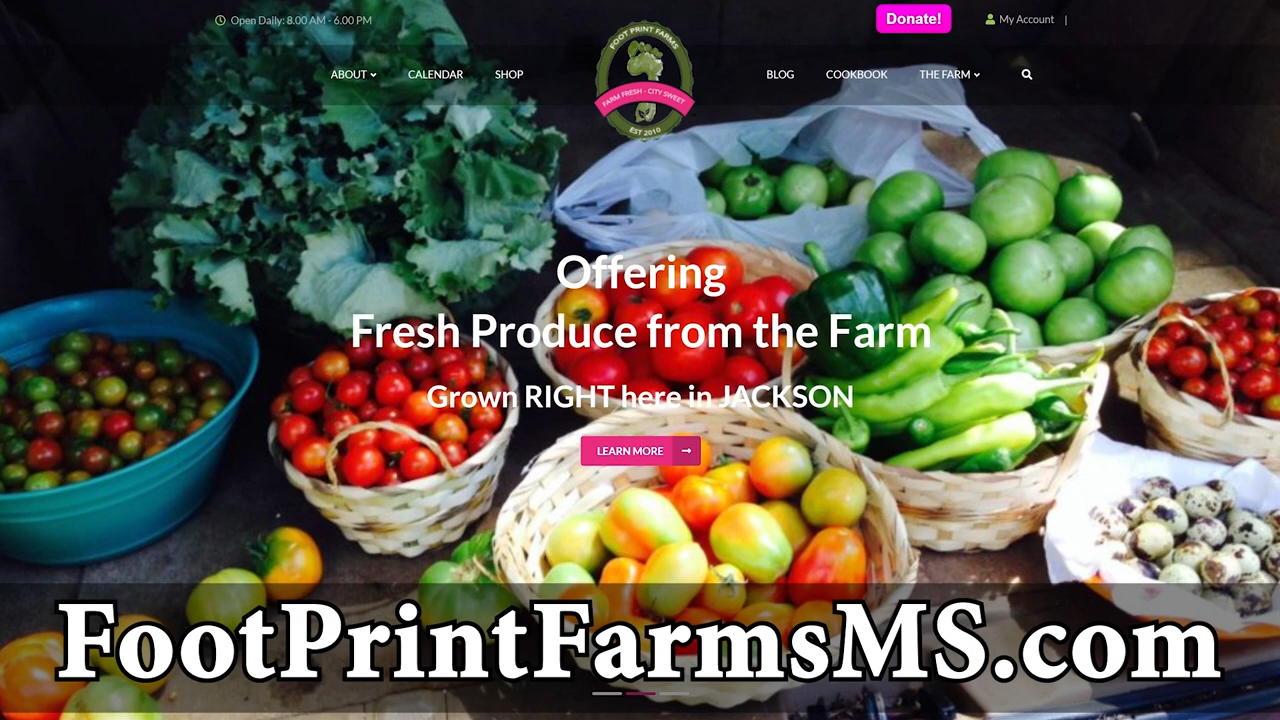 Open Daily: 8.00 AM - 6.00 PM
Donate!
My Account |
ABOUT
CALENDAR
SHOP
FOOT PRINT FARMS
FARM FRESH - CITY SWEET
EST 2010
BLOG
COOKBOOK
THE FARM
Offering
Fresh Produce from the Farm
Grown RIGHT here in JACKSON
LEARN MORE
FootPrintFarmsMS.com